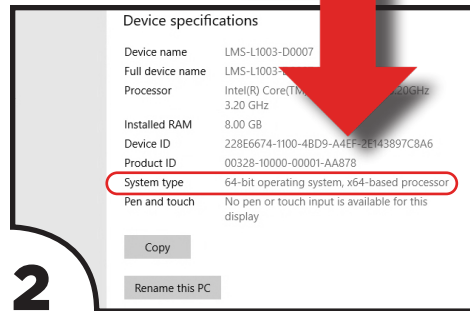 Device specifications
Device name LMS-L1003-D0007
Full device name LMS-L1003-
Processor Intel(R) Core(TM) 20GHz
3.20 GHz
Installed RAM 8.00 GB
Device ID 228E6674-1100-4BD9-A4EF-2E143897C8A6
Product ID 00328-10000-00001-AA878
System type 64-bit operating system, x64-based processor
Pen and touch No pen or touch input is available for this
display
Copy
Rename this PC
2